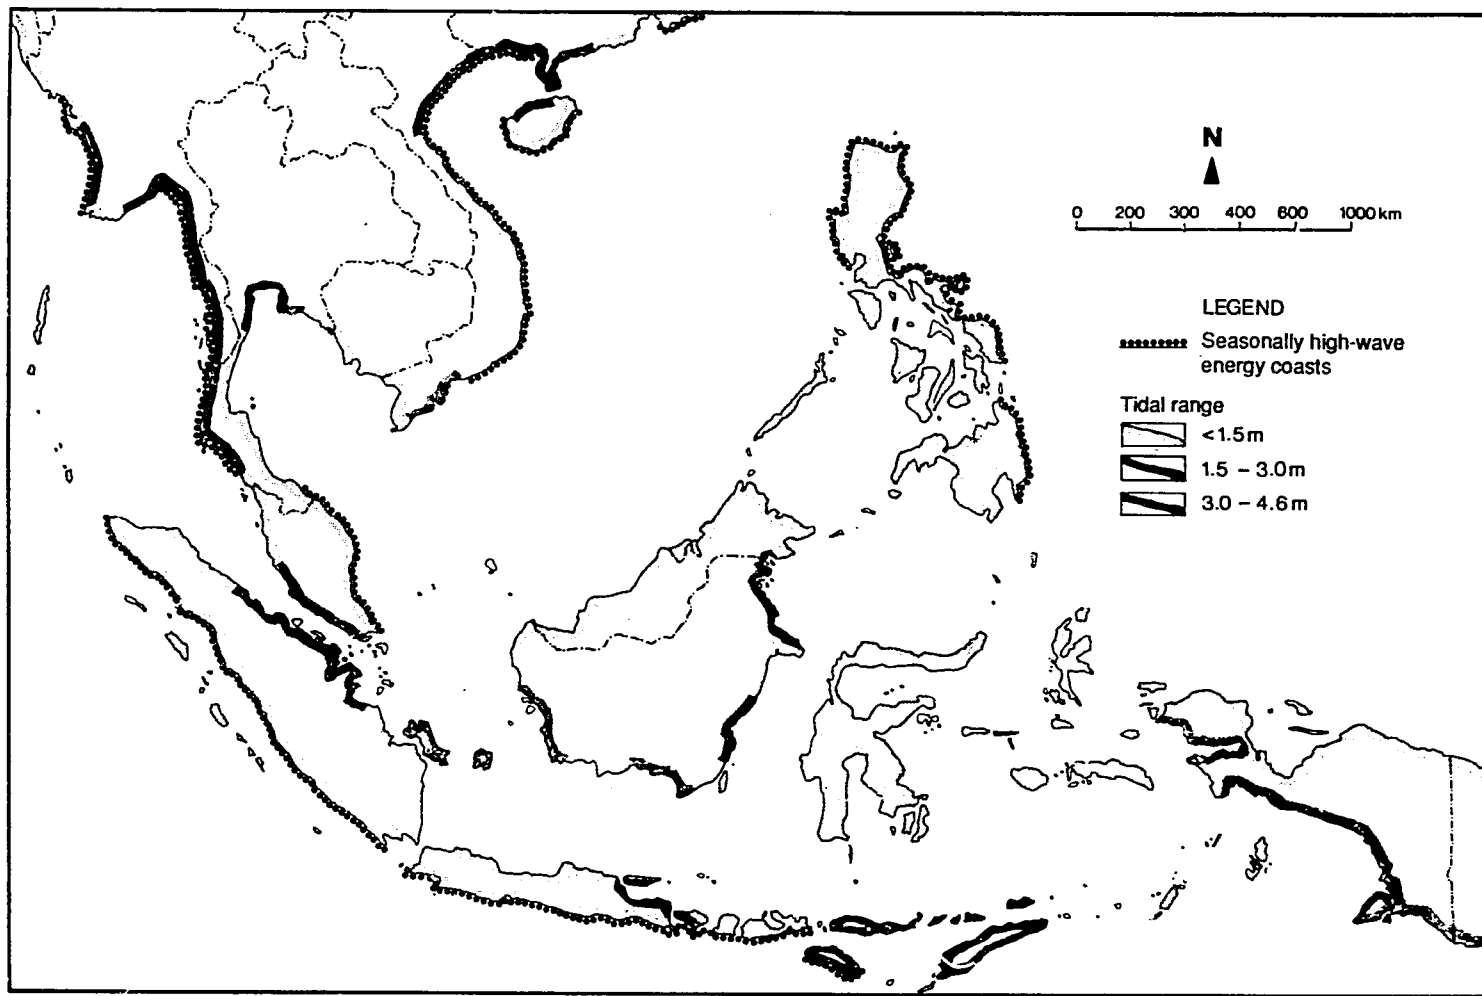 N
0 200 300 400 600 1000 km
LEGEND
Seasonally high-wave
energy coasts
Tidal range
<1.5 m
1.5 – 3.0 m
3.0 – 4.6 m